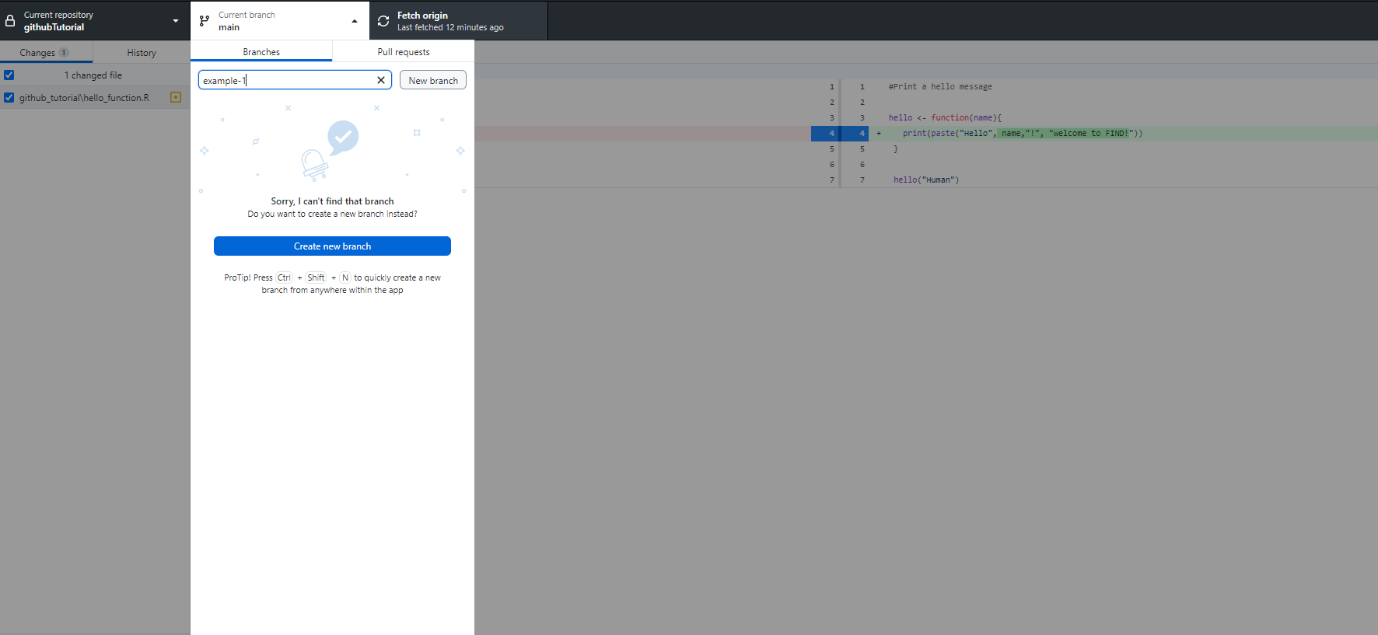 Current repository
githubTutorial
Current branch
main
Fetch origin
Last fetched 12 minutes ago
Changes 1
History
Branches
Pull requests
1 changed file
example-1
New branch
github_tutorial\hello_function.R
Sorry, I can't find that branch
Do you want to create a new branch instead?
Create new branch
ProTip! Press Ctrl + Shift + N to quickly create a new
branch from anywhere within the app
1 1 #Print a hello message
2 2
3 3 hello <- function(name){
4 4 + print(paste("Hello", name,"!", "welcome to FIND!"))
5 5 }
6 6
7 7 hello("Human")